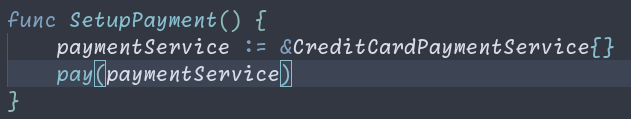 func SetupPayment() {
    paymentService := &CreditCardPaymentService{}
    pay(paymentService)
}